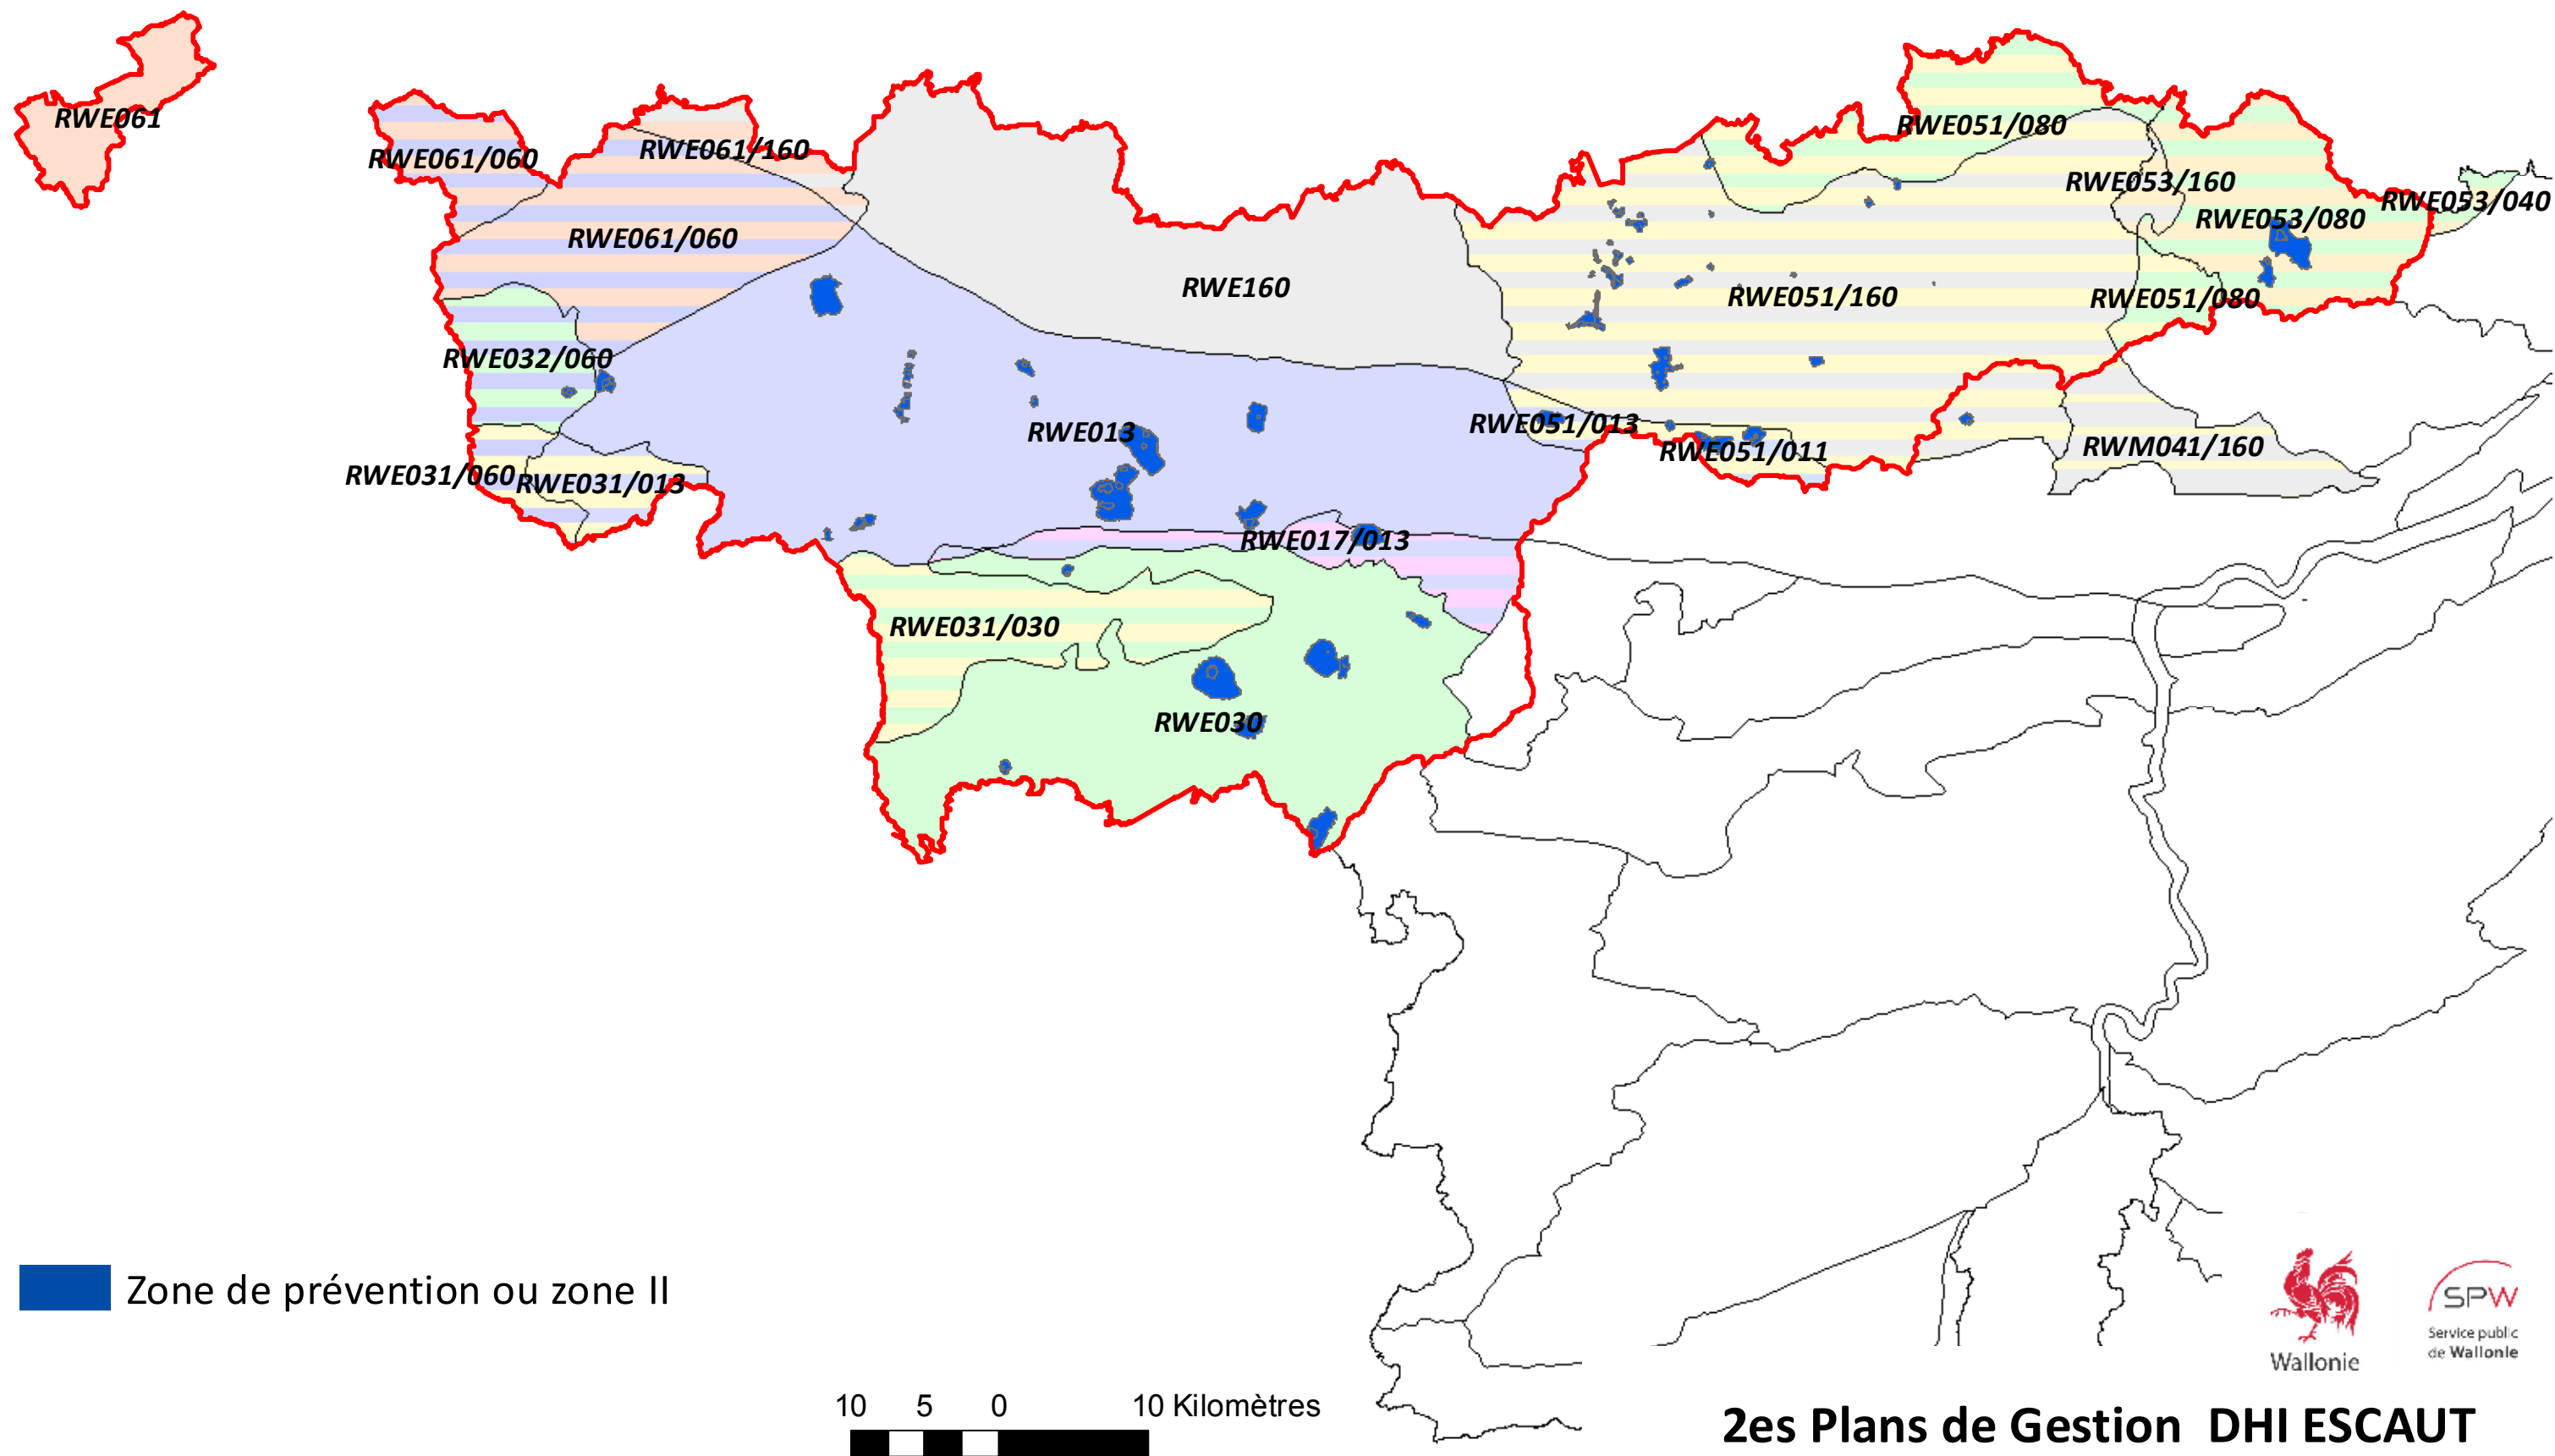 RWE061
RWE061/060
RWE061/160
RWE051/080
RWE053/160
RWE053/040
RWE053/080
RWE061/060
RWE160
RWE051/160
RWE051/080
RWE032/060
RWE013
RWE051/013
RWE051/011
RWM041/160
RWE031/060
RWE031/013
RWE017/013
RWE031/030
RWE030
Zone de prévention ou zone II
10 5 0 10 Kilomètres
Wallonie
SPW
Service public
de Wallonie
2es Plans de Gestion DHI ESCAUT